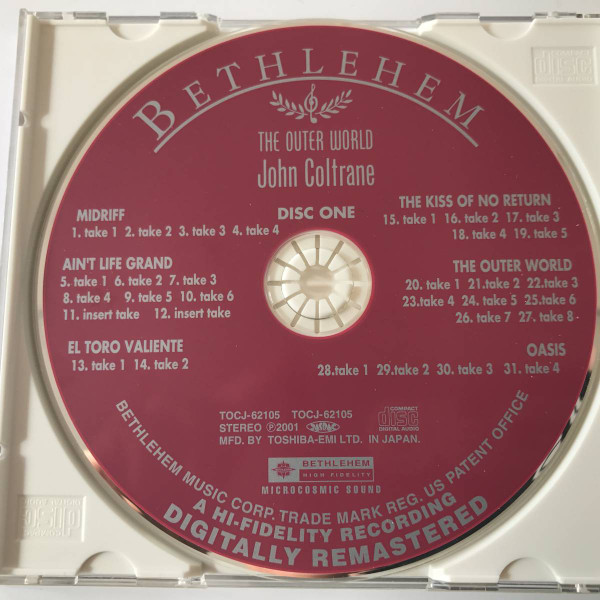 BETHLEHEM
THE OUTER WORLD
John Coltrane
DISC ONE
MIDRIFF
1. take 1 2. take 2 3. take 3 4. take 4
AIN'T LIFE GRAND
5. take 1 6. take 2 7. take 3
8. take 4 9. take 5 10. take 6
11. insert take 12. insert take
EL TORO VALIENTE
13. take 1 14. take 2
THE KISS OF NO RETURN
15. take 1 16. take 2 17. take 3
18. take 4 19. take 5
THE OUTER WORLD
20. take 1 21.take 2 22.take 3
23.take 4 24. take 5 25.take 6
26. take 7 27. take 8-
OASIS
28.take 1 29.take 2 30. take 3 31. take 4
TOCJ-62105 TOCJ-62105
STEREO ℗2001
MFD. BY TOSHIBA-EMI LTD. IN JAPAN.
COMPACT
disc
DIGITAL AUDIO
BETHLEHEM
HIGH FIDELITY
MICROCOSMIC SOUND
BETHLEHEM MUSIC CORP. TRADE MARK REG. US PATENT OFFICE
A HI-FIDELITY RECORDING
DIGITALLY REMASTERED
disc
disc